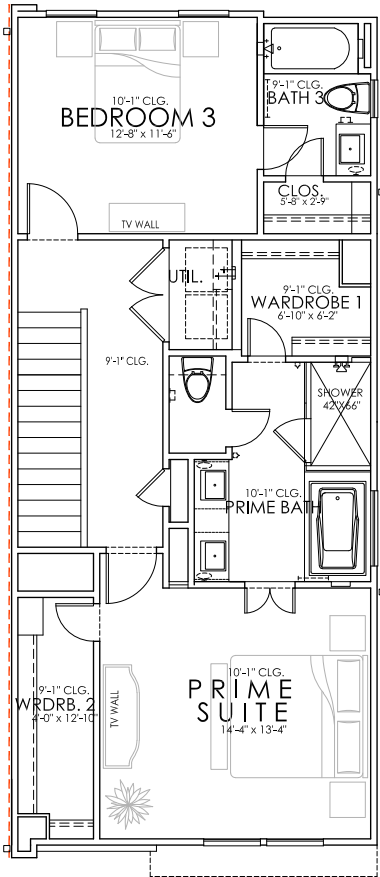 9'-1" CLG.
BATH 3
10'-1" CLG.
BEDROOM 3
12'-8" x 11'-6"
CLOS.
5'-8" x 2'-9"
TV WALL
UTIL.
9'-1" CLG.
WARDROBE 1
6'-10" x 6'-2"
9'-1" CLG.
SHOWER
42"X66"
10'-1" CLG.
PRIME BATH
10'-1" CLG.
PRIME
SUITE
14'-4" x 13'-4"
9'-1" CLG.
WRDRB. 2
4'-0" x 12'-10"
TV WALL